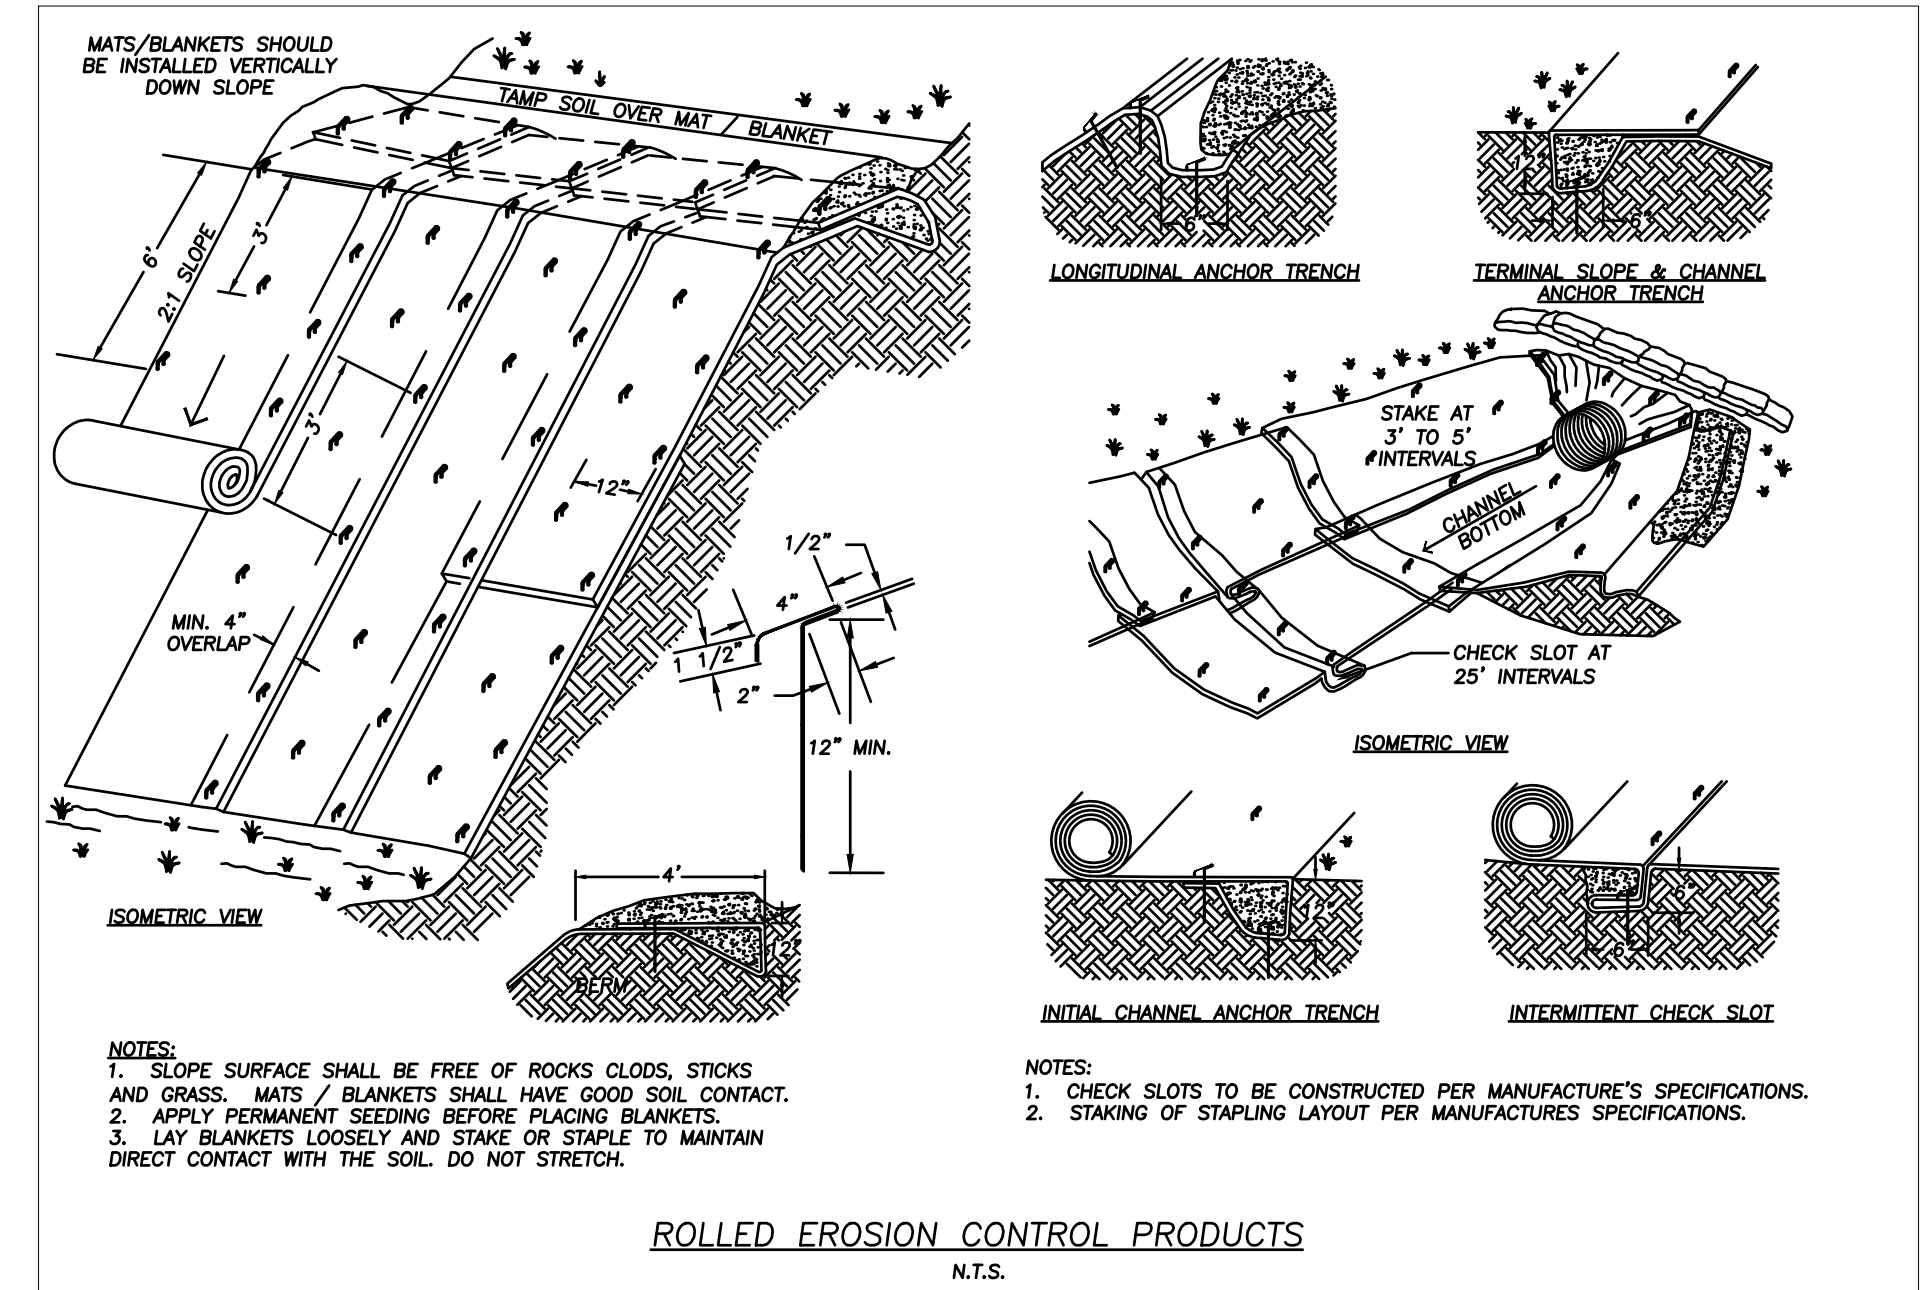 MATS/BLANKETS SHOULD
BE INSTALLED VERTICALLY
DOWN SLOPE
TAMP SOIL OVER MAT / BLANKET
6'
2:1 SLOPE
3'
3'
12"
MIN. 4"
OVERLAP
ISOMETRIC VIEW
1/2"
4"
1 1/2"
2"
12" MIN.
4'
12"
BERM
NOTES:
1. SLOPE SURFACE SHALL BE FREE OF ROCKS CLODS, STICKS
AND GRASS. MATS / BLANKETS SHALL HAVE GOOD SOIL CONTACT.
2. APPLY PERMANENT SEEDING BEFORE PLACING BLANKETS.
3. LAY BLANKETS LOOSELY AND STAKE OR STAPLE TO MAINTAIN
DIRECT CONTACT WITH THE SOIL. DO NOT STRETCH.
6"
LONGITUDINAL ANCHOR TRENCH
12"
6"
TERMINAL SLOPE & CHANNEL
ANCHOR TRENCH
STAKE AT
3' TO 5'
INTERVALS
CHANNEL
BOTTOM
CHECK SLOT AT
25' INTERVALS
ISOMETRIC VIEW
12"
INITIAL CHANNEL ANCHOR TRENCH
6"
6"
INTERMITTENT CHECK SLOT
NOTES:
1. CHECK SLOTS TO BE CONSTRUCTED PER MANUFACTURE'S SPECIFICATIONS.
2. STAKING OF STAPLING LAYOUT PER MANUFACTURES SPECIFICATIONS.
ROLLED EROSION CONTROL PRODUCTS
N.T.S.